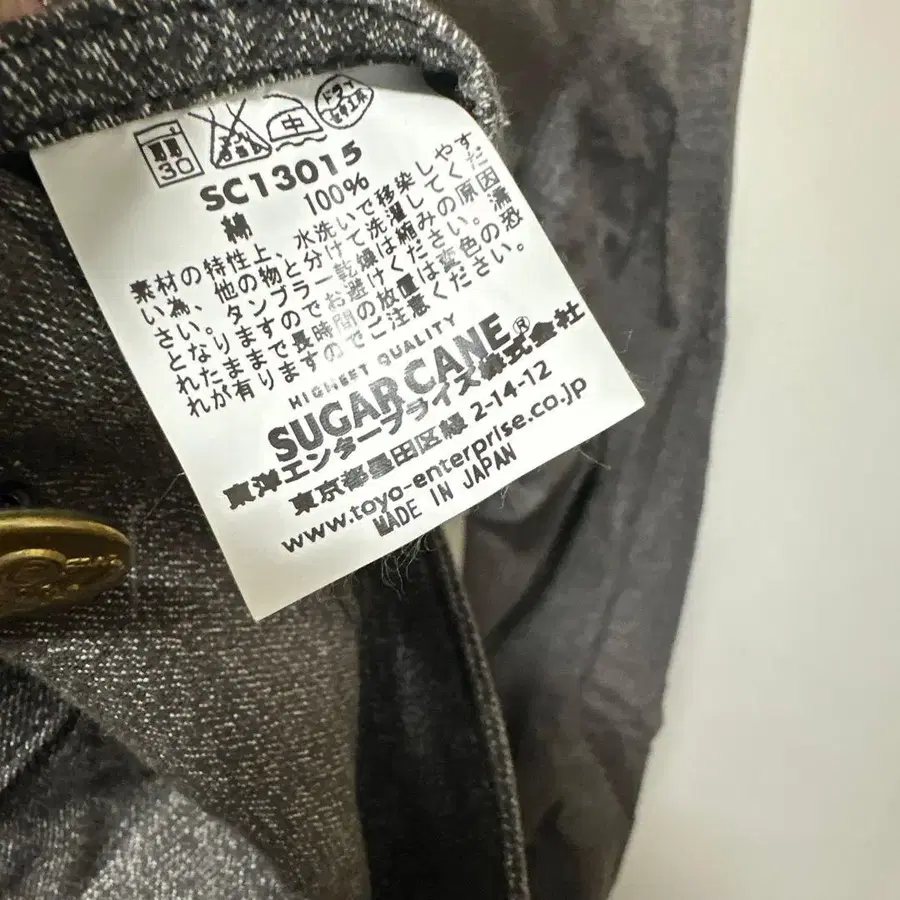 30 中 ドライ
SC13015
綿 100%
素材の特性上、水洗いで移染しやす
い為、他の物と分けて洗濯してくだ
さい。タンブラー乾燥は縮みの原因
となりますのでお避けください。濡
れたままで長時間の放置は変色の恐
れが有りますのでご注意ください。
HIGHEST QUALITY
SUGAR CANE®
東洋エンタープライズ株式会社
東京都墨田区緑 2-14-12
www.toyo-enterprise.co.jp
MADE IN JAPAN